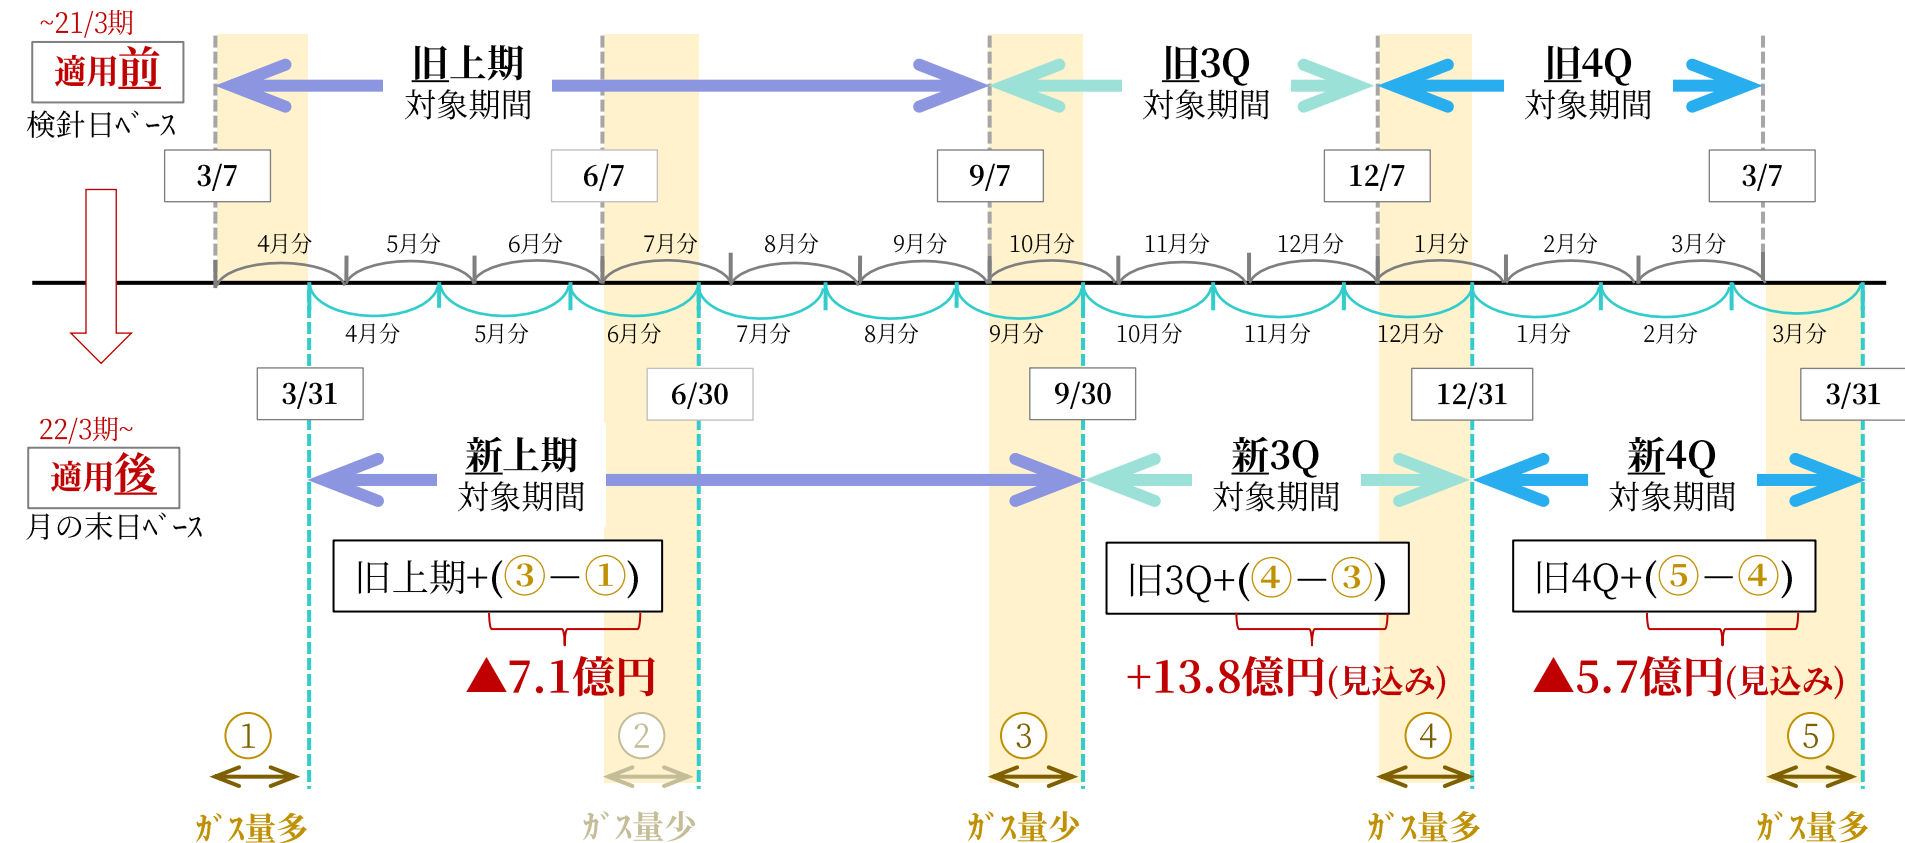 ~21/3期
適用前
検針日ベース
旧上期
対象期間
旧3Q
対象期間
旧4Q
対象期間
3/7
6/7
9/7
12/7
3/7
4月分
5月分
6月分
7月分
8月分
9月分
10月分
11月分
12月分
1月分
2月分
3月分
4月分
5月分
6月分
7月分
8月分
9月分
10月分
11月分
12月分
1月分
2月分
3月分
3/31
6/30
9/30
12/31
3/31
22/3期~
適用後
月の末日ベース
新上期
対象期間
新3Q
対象期間
新4Q
対象期間
旧上期+(③－①)
旧3Q+(④－③)
旧4Q+(⑤－④)
▲7.1億円
+13.8億円(見込み)
▲5.7億円(見込み)
①
②
③
④
⑤
ガス量多
ガス量少
ガス量少
ガス量多
ガス量多